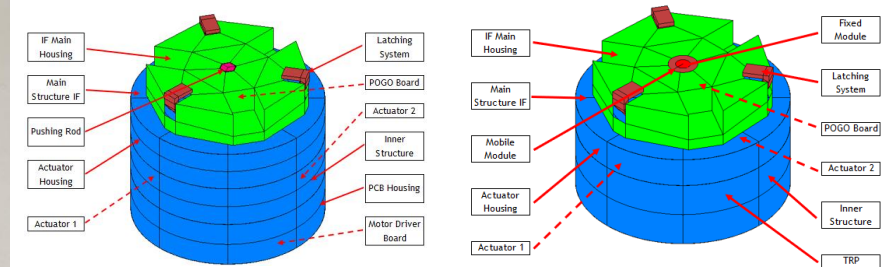 IF Main
Housing
Main
Structure IF
Pushing Rod
Actuator
Housing
Actuator 1
Latching
System
POGO Board
Actuator 2
Inner
Structure
PCB Housing
Motor Driver
Board
IF Main
Housing
Main
Structure IF
Mobile
Module
Actuator
Housing
Actuator 1
Fixed
Module
Latching
System
POGO Board
Actuator 2
Inner
Structure
TRP